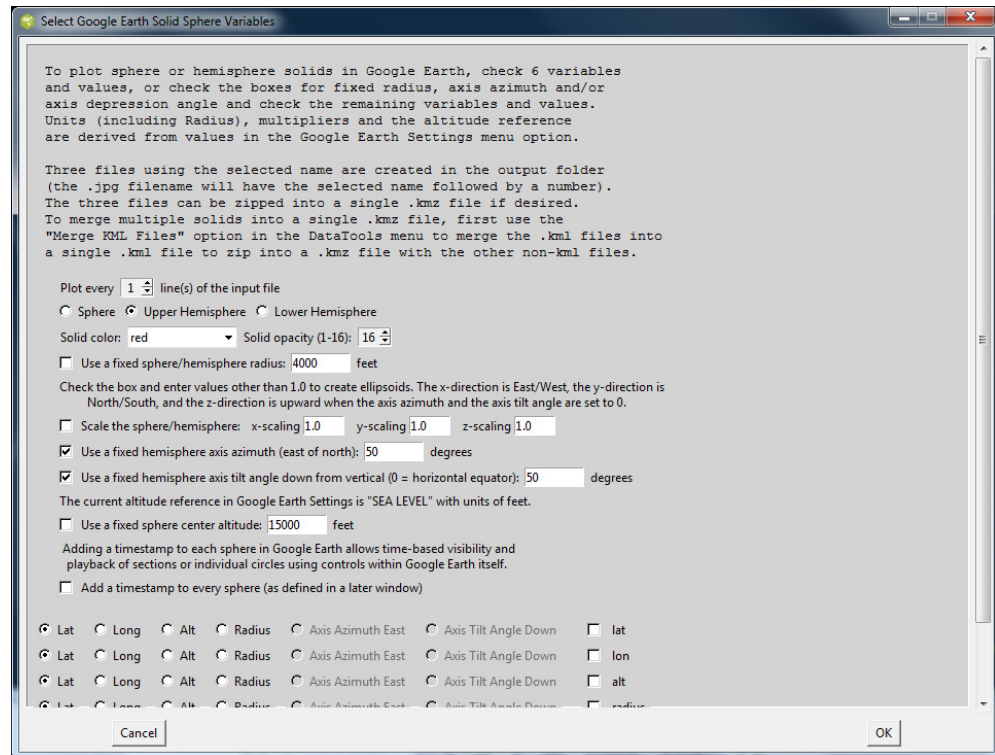 Select Google Earth Solid Sphere Variables
To plot sphere or hemisphere solids in Google Earth, check 6 variables
and values, or check the boxes for fixed radius, axis azimuth and/or
axis depression angle and check the remaining variables and values.
Units (including Radius), multipliers and the altitude reference
are derived from values in the Google Earth Settings menu option.
Three files using the selected name are created in the output folder
(the .jpg filename will have the selected name followed by a number).
The three files can be zipped into a single .kmz file if desired.
To merge multiple solids into a single .kmz file, first use the
"Merge KML Files" option in the DataTools menu to merge the .kml files into
a single .kml file to zip into a .kmz file with the other non-kml files.
Plot every 1 line(s) of the input file
Sphere Upper Hemisphere Lower Hemisphere
Solid color: red Solid opacity (1-16): 16
Use a fixed sphere/hemisphere radius: 4000 feet
Check the box and enter values other than 1.0 to create ellipsoids. The x-direction is East/West, the y-direction is
North/South, and the z-direction is upward when the axis azimuth and the axis tilt angle are set to 0.
Scale the sphere/hemisphere: x-scaling 1.0 y-scaling 1.0 z-scaling 1.0
Use a fixed hemisphere axis azimuth (east of north): 50 degrees
Use a fixed hemisphere axis tilt angle down from vertical (0 = horizontal equator): 50 degrees
The current altitude reference in Google Earth Settings is "SEA LEVEL" with units of feet.
Use a fixed sphere center altitude: 15000 feet
Adding a timestamp to each sphere in Google Earth allows time-based visibility and
playback of sections or individual circles using controls within Google Earth itself.
Add a timestamp to every sphere (as defined in a later window)
Lat Long Alt Radius Axis Azimuth East Axis Tilt Angle Down lat
Lat Long Alt Radius Axis Azimuth East Axis Tilt Angle Down lon
Lat Long Alt Radius Axis Azimuth East Axis Tilt Angle Down alt
Lat Long Alt Radius Axis Azimuth East Axis Tilt Angle Down radius
Cancel OK